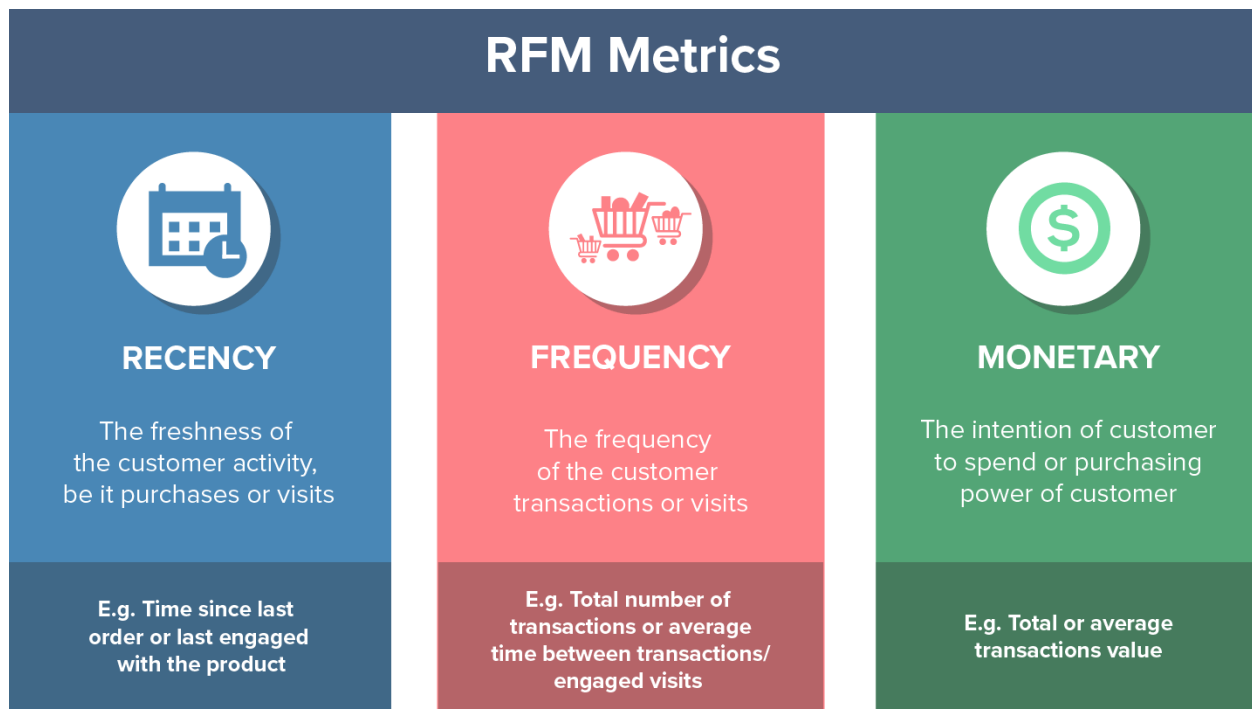 RFM Metrics
RECENCY
The freshness of
the customer activity,
be it purchases or visits
E.g. Time since last
order or last engaged
with the product
FREQUENCY
The frequency
of the customer
transactions or visits
E.g. Total number of
transactions or average
time between transactions/
engaged visits
MONETARY
The intention of customer
to spend or purchasing
power of customer
E.g. Total or average
transactions value